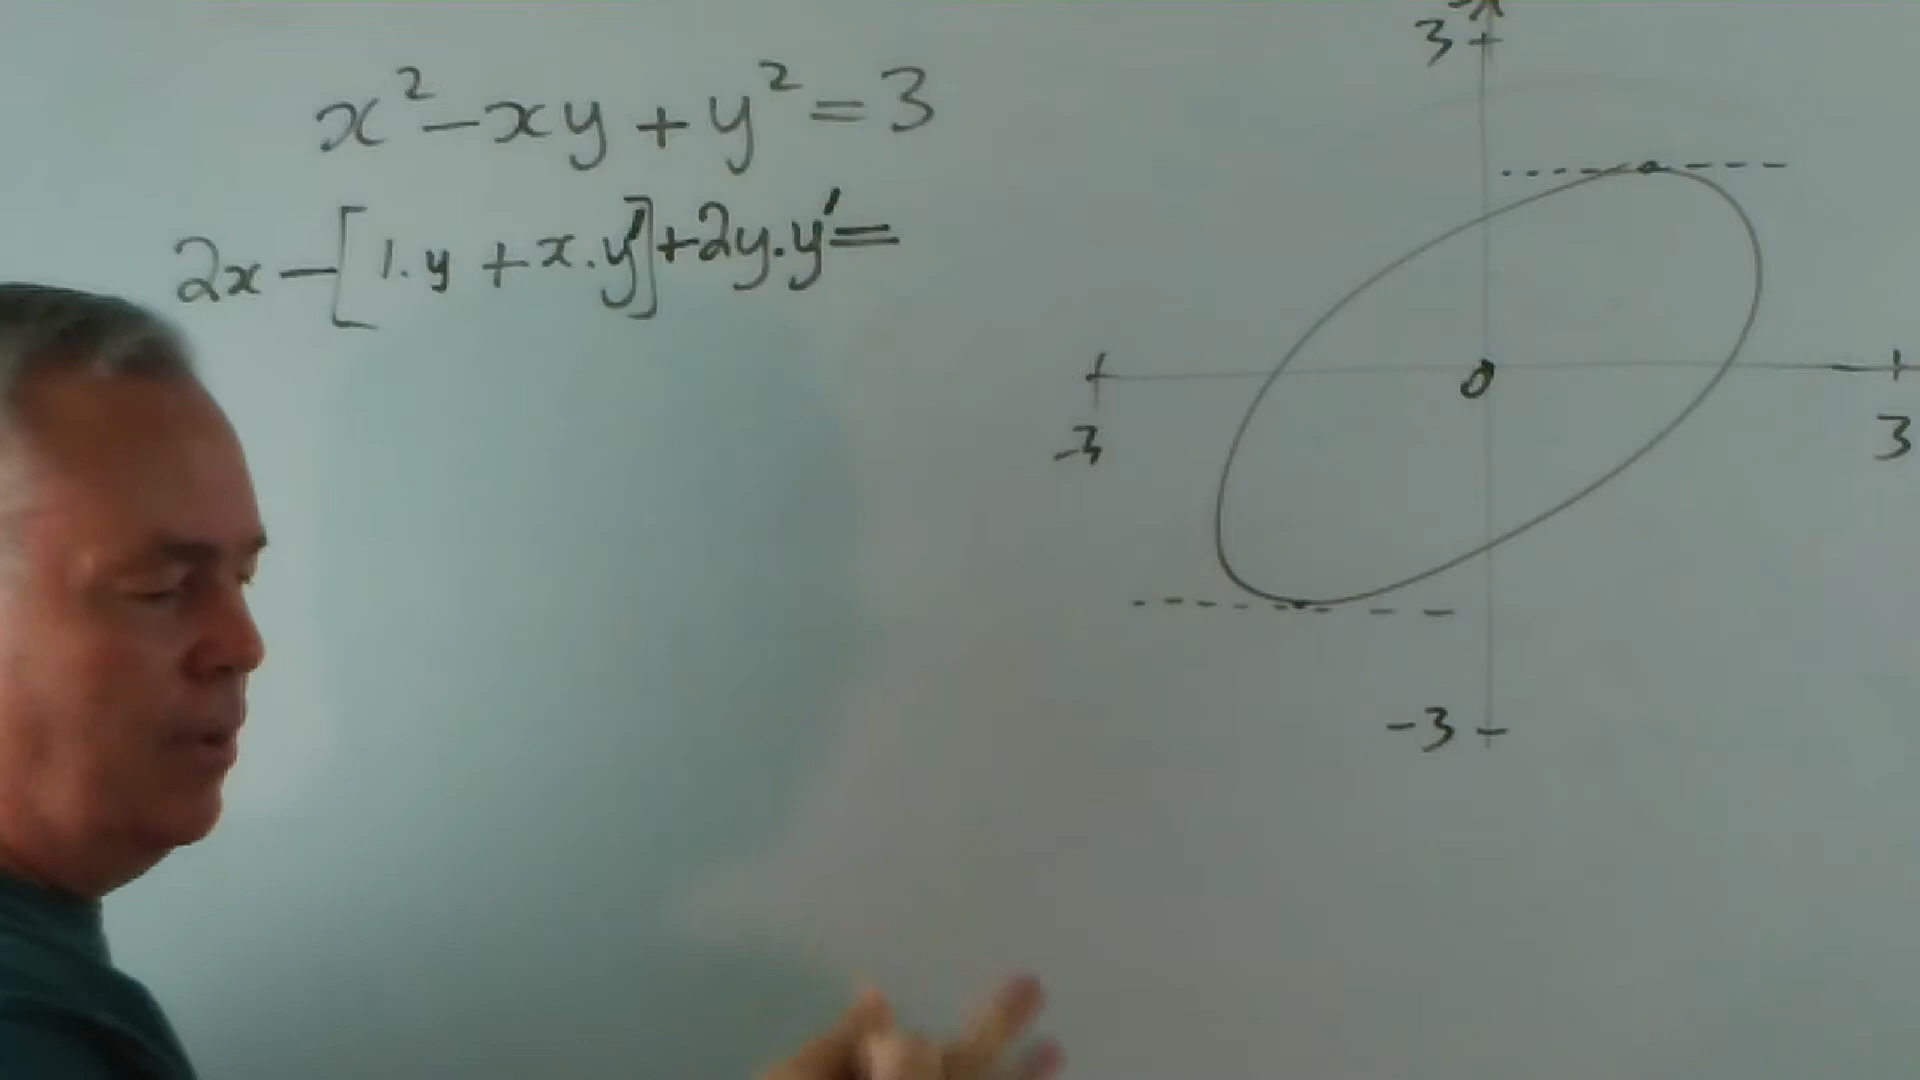 x² - xy + y² = 3
2x - [1.y + x.y'] + 2y.y' =
3
0
-3
3
-3